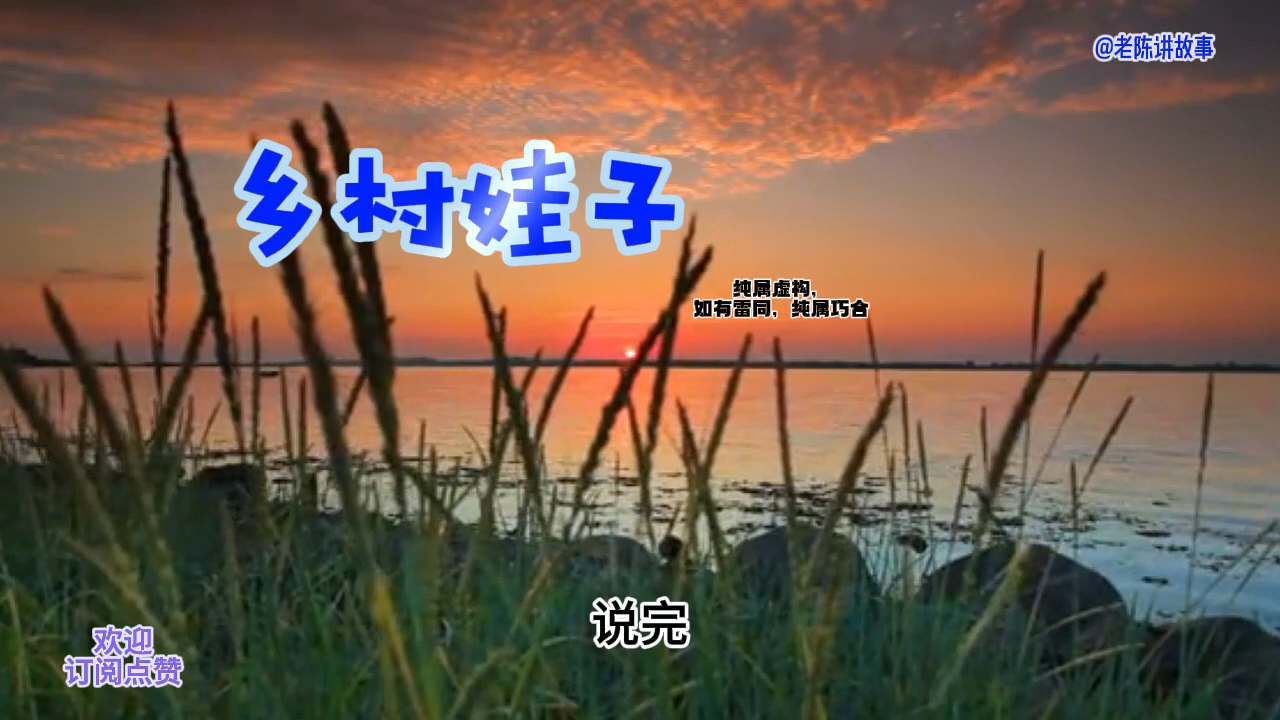 @老陈讲故事
乡村娃子
纯属虚构，
如有雷同，纯属巧合
说完
欢迎
订阅点赞